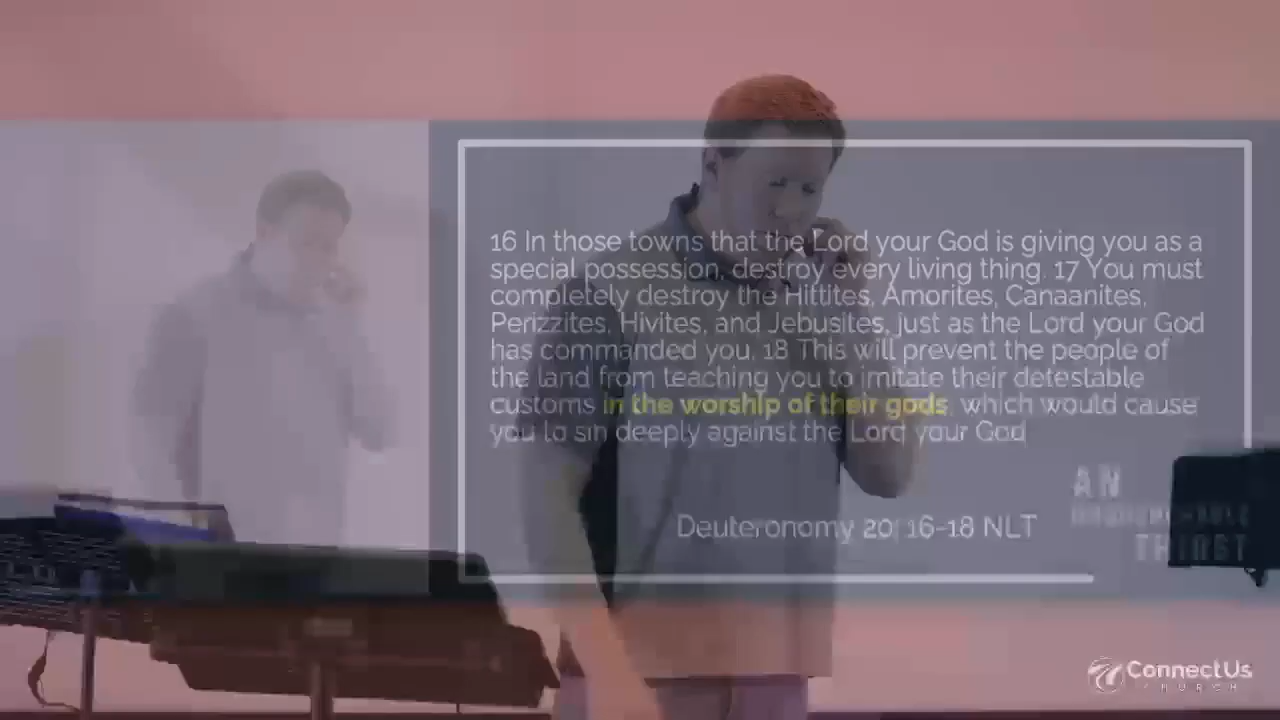 16 In those towns that the Lord your God is giving you as a
special possession, destroy every living thing. 17 You must
completely destroy the Hittites, Amorites, Canaanites,
Perizzites, Hivites, and Jebusites, just as the Lord your God
has commanded you. 18 This will prevent the people of
the land from teaching you to imitate their detestable
customs in the worship of their gods, which would cause
you to sin deeply against the Lord your God
Deuteronomy 20: 16-18 NLT
AN
THIRST
ConnectUs
CHURCH